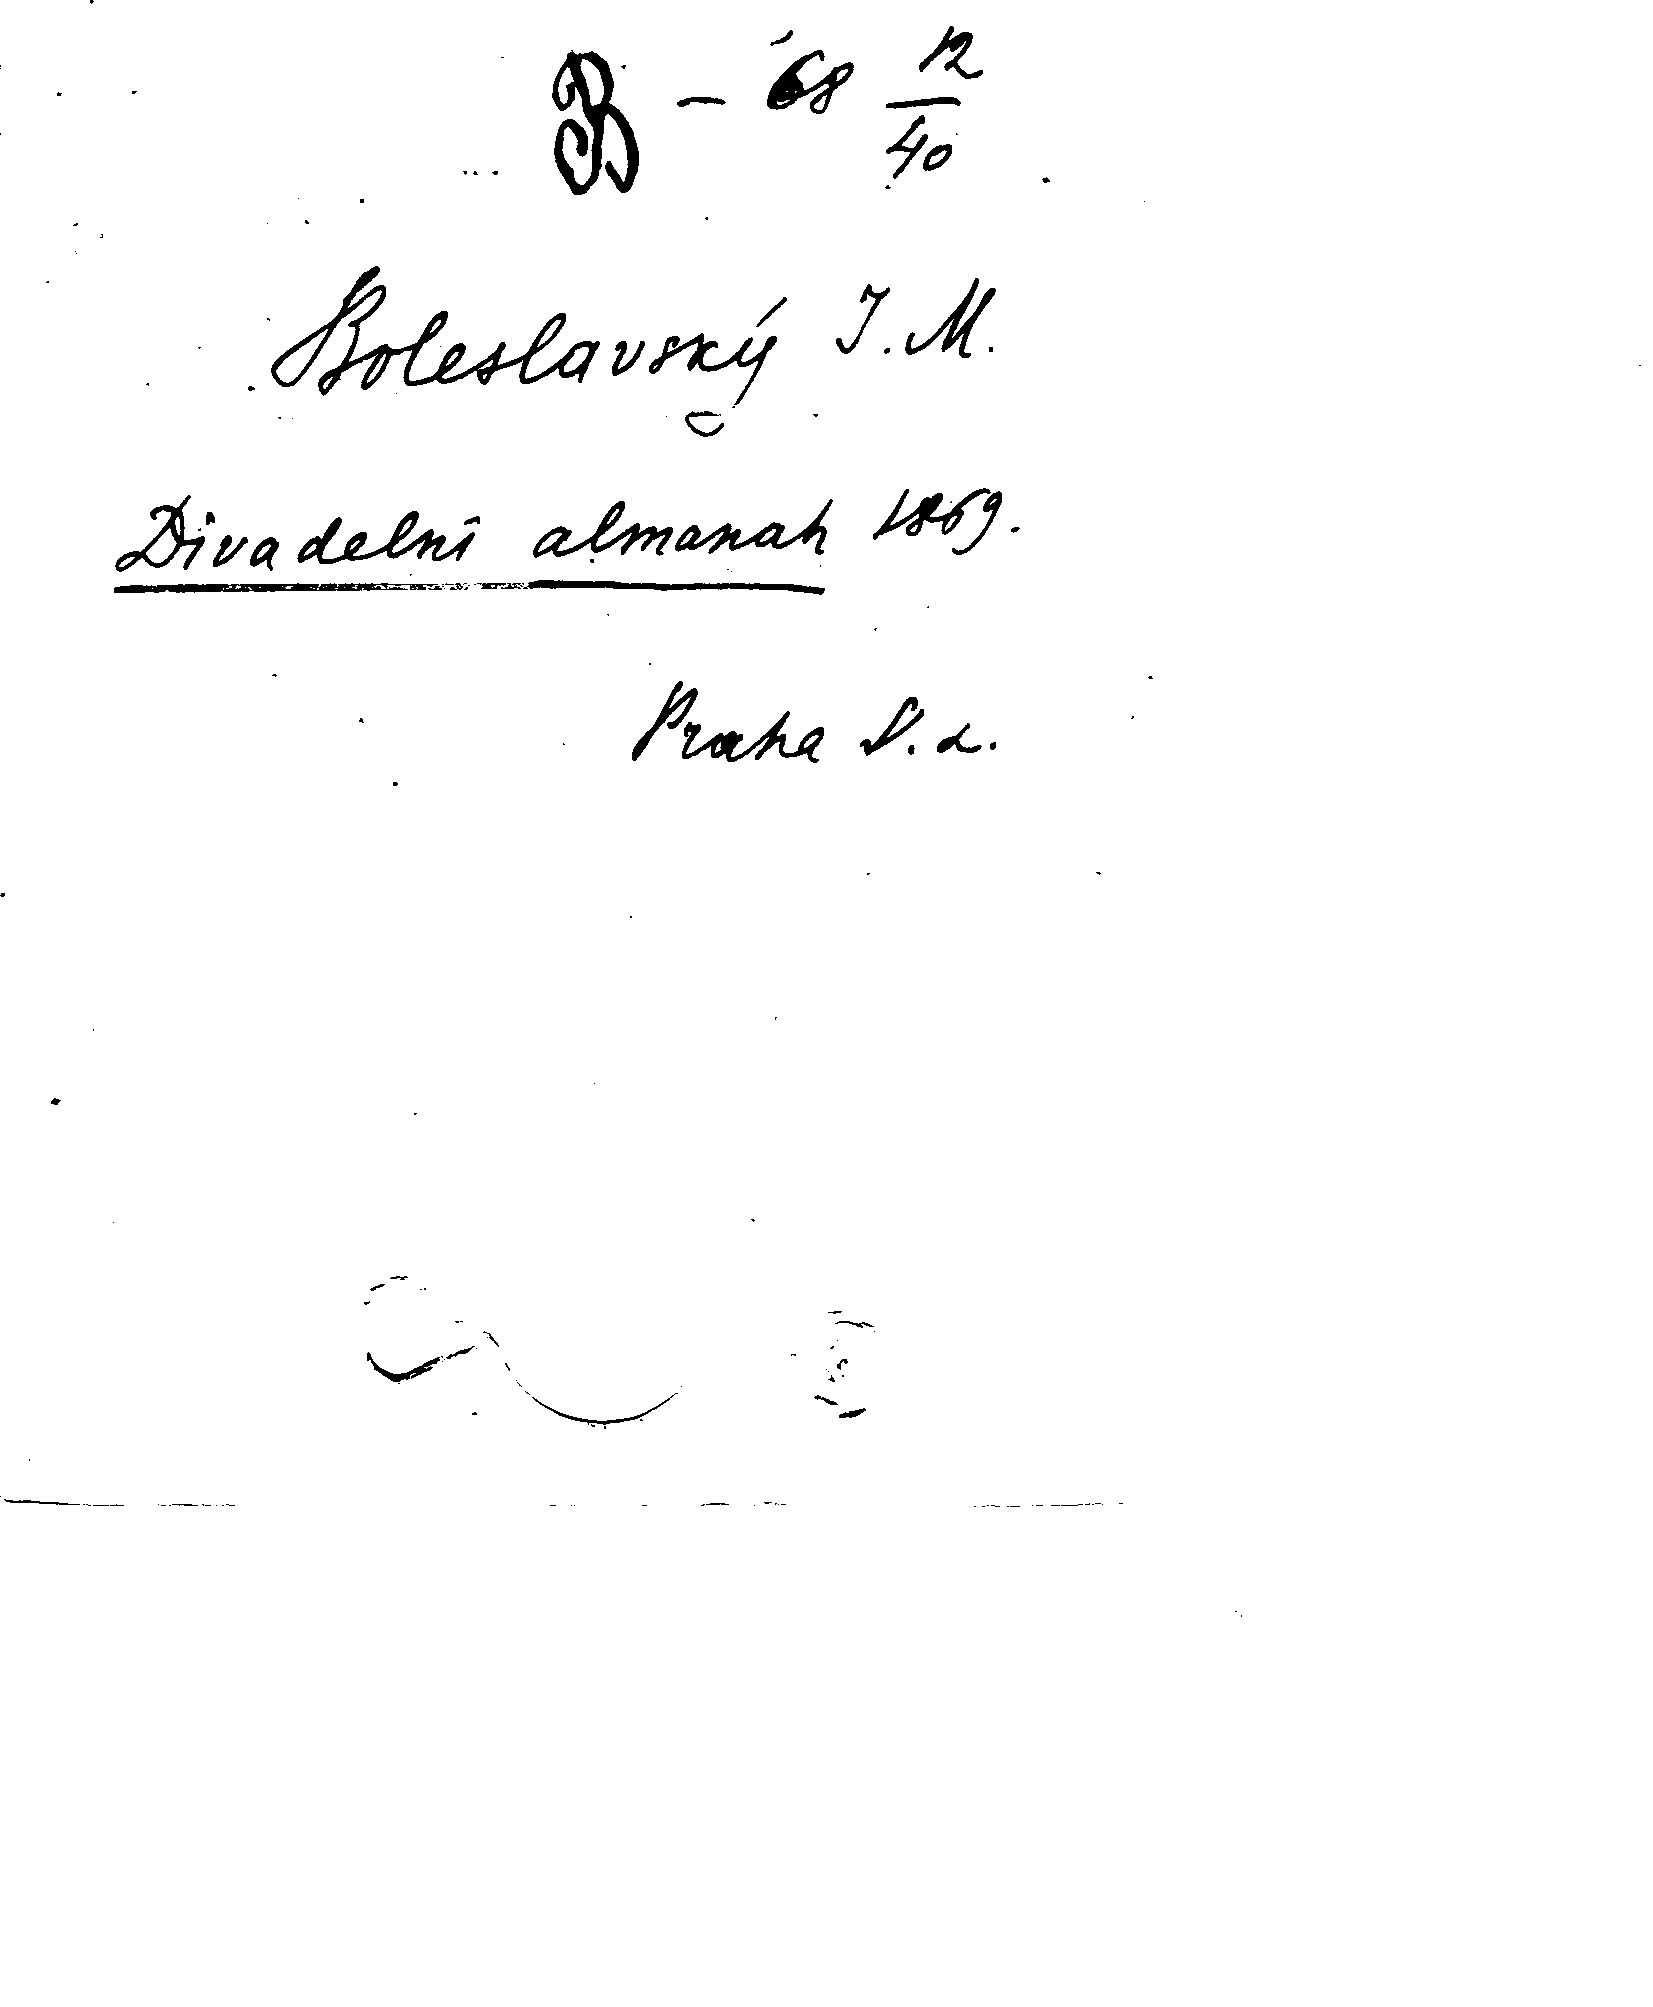 B - 68 12/40
Boleslavský J. M.
Divadelní almanah 1869.
Praha S. a.